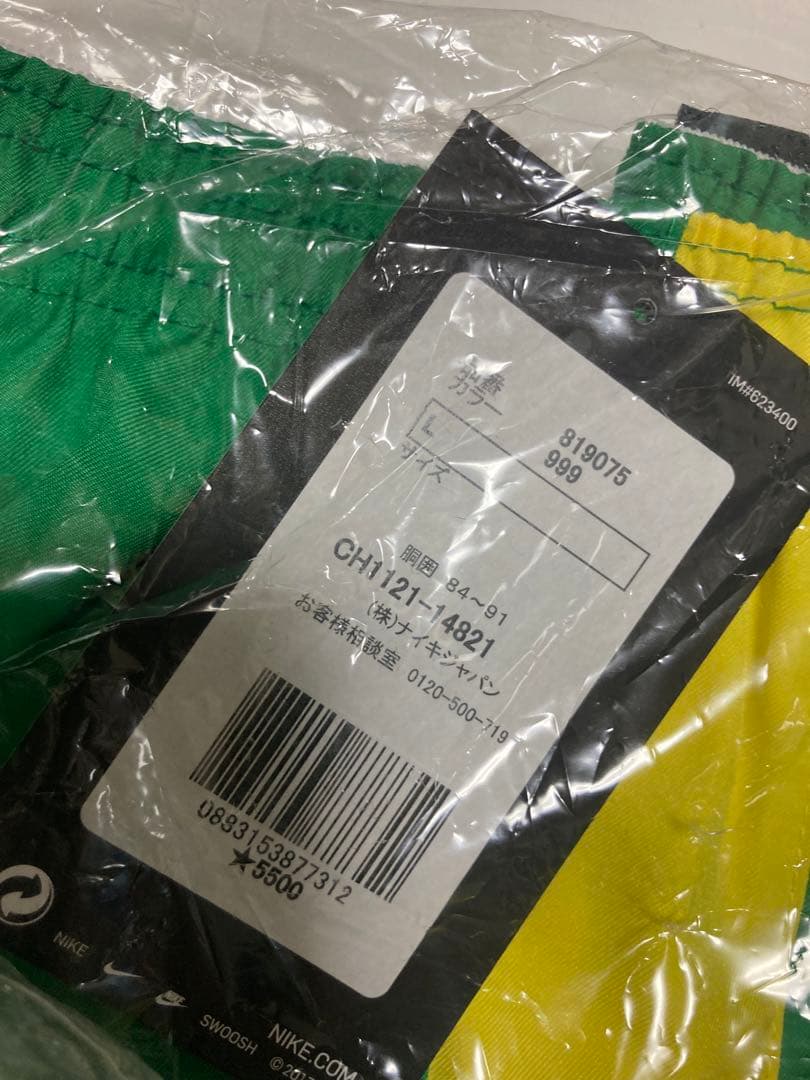 IM#623400
品番 819075
カラー 999
L
サイズ
胴囲 84～91
CH1121-14821
(株)ナイキジャパン
お客様相談室 0120-500-719
0883153877312
★5500
NIKE
NIKE
SWOOSH
NIKE.COM